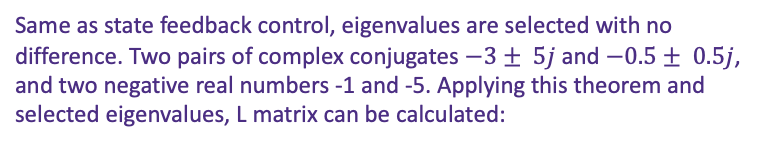 Same as state feedback control, eigenvalues are selected with no
difference. Two pairs of complex conjugates −3 ± 5j and −0.5 ± 0.5j,
and two negative real numbers -1 and -5. Applying this theorem and
selected eigenvalues, L matrix can be calculated: